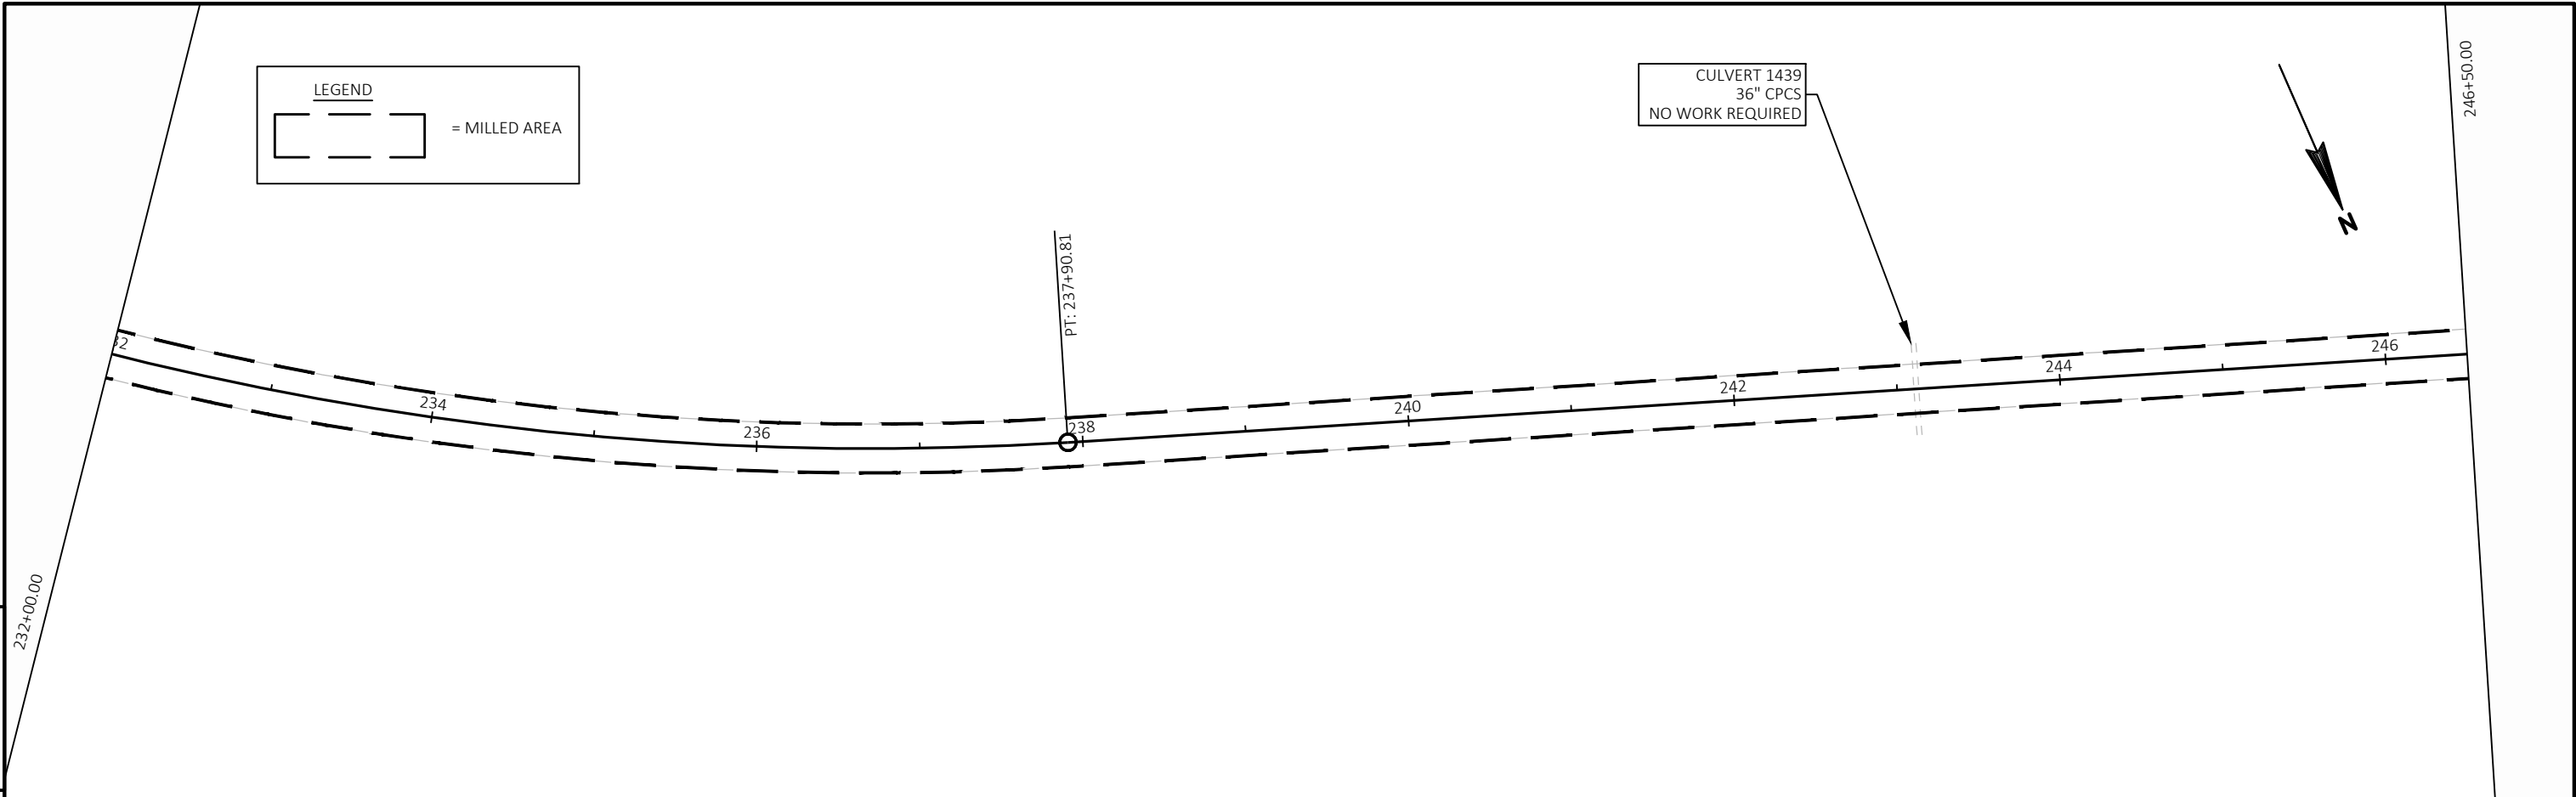 LEGEND
= MILLED AREA
CULVERT 1439
36" CPCS
NO WORK REQUIRED
246+50.00
N
PT: 237+90.81
32
234
236
238
240
242
244
246
232+00.00